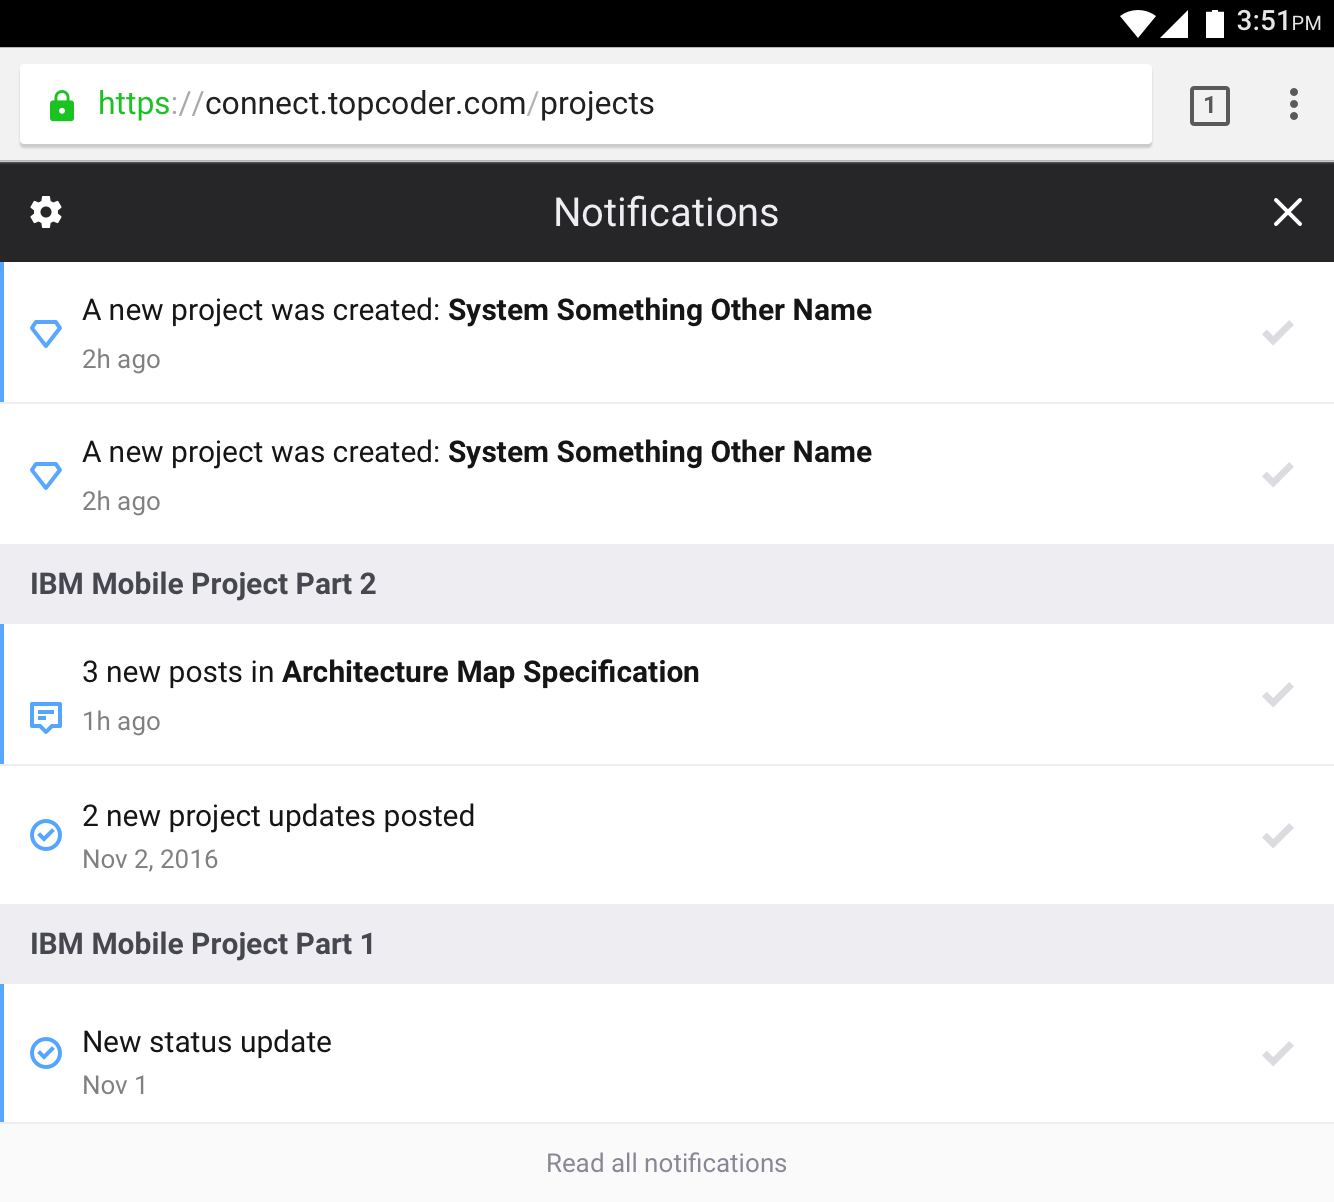 3:51PM
https://connect.topcoder.com/projects
1
Notifications
A new project was created: System Something Other Name
2h ago
A new project was created: System Something Other Name
2h ago
IBM Mobile Project Part 2
3 new posts in Architecture Map Specification
1h ago
2 new project updates posted
Nov 2, 2016
IBM Mobile Project Part 1
New status update
Nov 1
Read all notifications